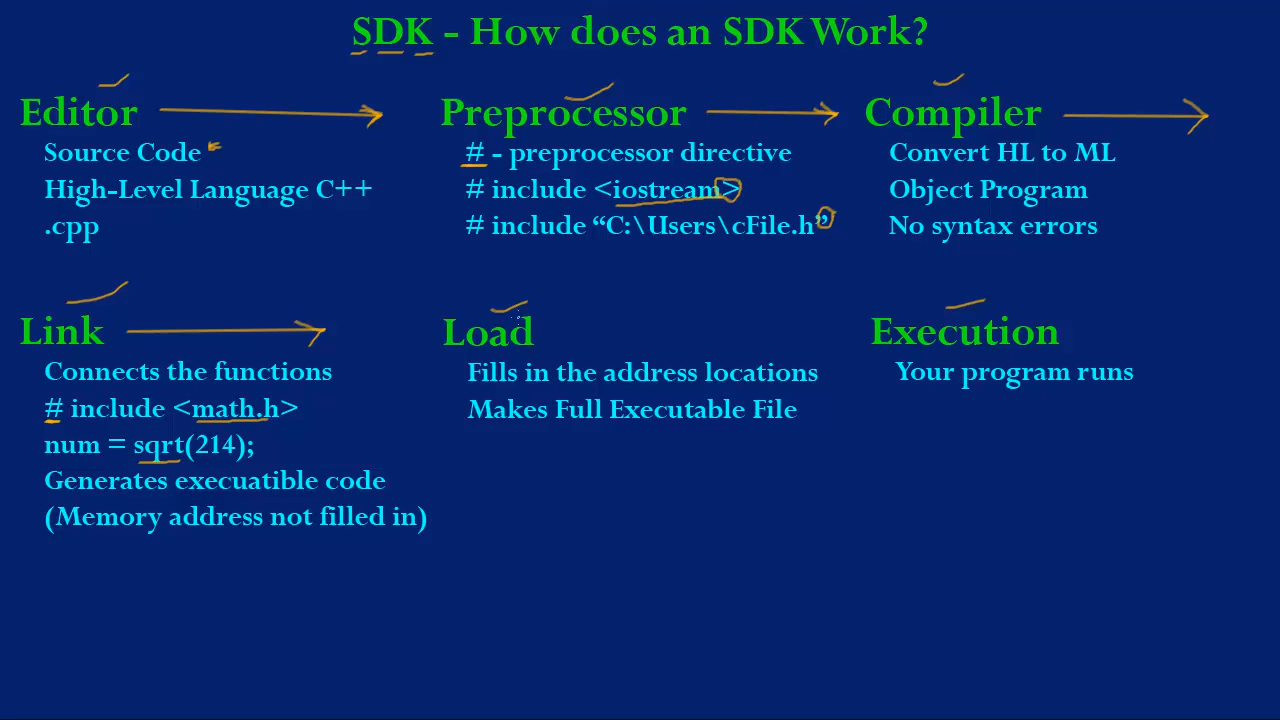 SDK - How does an SDK Work?
Editor
Source Code
High-Level Language C++
.cpp
Preprocessor
# - preprocessor directive
# include <iostream>
# include “C:\Users\cFile.h”
Compiler
Convert HL to ML
Object Program
No syntax errors
Link
Connects the functions
# include <math.h>
num = sqrt(214);
Generates execuatible code
(Memory address not filled in)
Load
Fills in the address locations
Makes Full Executable File
Execution
Your program runs